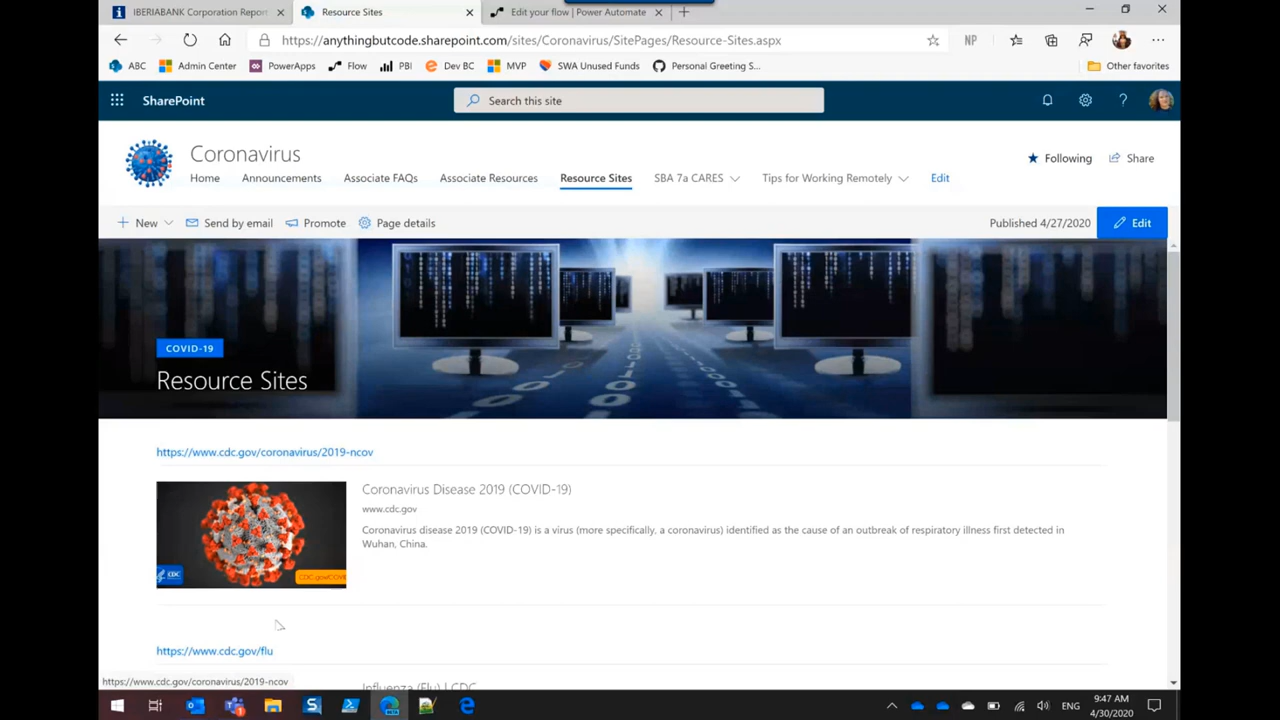 IBERIABANK Corporation Report
Resource Sites
Edit your flow | Power Automate
https://anythingbutcode.sharepoint.com/sites/Coronavirus/SitePages/Resource-Sites.aspx
NP
ABC
Admin Center
PowerApps
Flow
PBI
Dev BC
MVP
SWA Unused Funds
Personal Greeting S...
Other favorites
SharePoint
Search this site
Coronavirus
Following
Share
Home
Announcements
Associate FAQs
Associate Resources
Resource Sites
SBA 7a CARES
Tips for Working Remotely
Edit
New
Send by email
Promote
Page details
Published 4/27/2020
Edit
COVID-19
Resource Sites
https://www.cdc.gov/coronavirus/2019-ncov
Coronavirus Disease 2019 (COVID-19)
www.cdc.gov
Coronavirus disease 2019 (COVID-19) is a virus (more specifically, a coronavirus) identified as the cause of an outbreak of respiratory illness first detected in
Wuhan, China.
CDC
CDC.gov/COVI
https://www.cdc.gov/flu
Influenza (Flu) | CDC
https://www.cdc.gov/coronavirus/2019-ncov
ENG
9:47 AM
4/30/2020